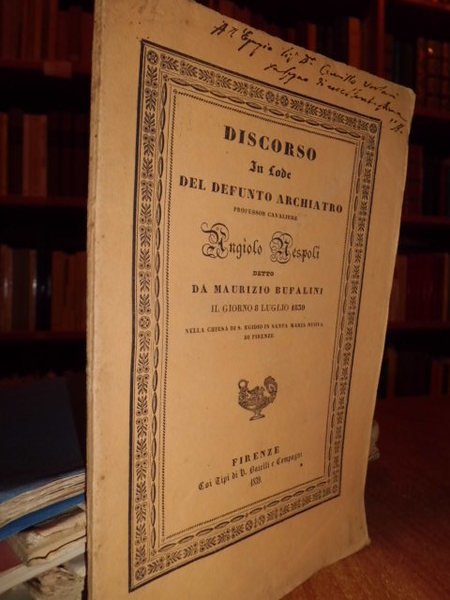 DISCORSO
In Lode
DEL DEFUNTO ARCHIATRO
PROFESSOR CAVALIERE
Angiolo Nespoli
DETTO
DA MAURIZIO BUFALINI
IL GIORNO 8 LUGLIO 1839
NELLA CHIESA DI S. EGIDIO IN SANTA MARIA NUOVA
DI FIRENZE
FIRENZE
Coi Tipi di P. Batelli e Compagni
1839.